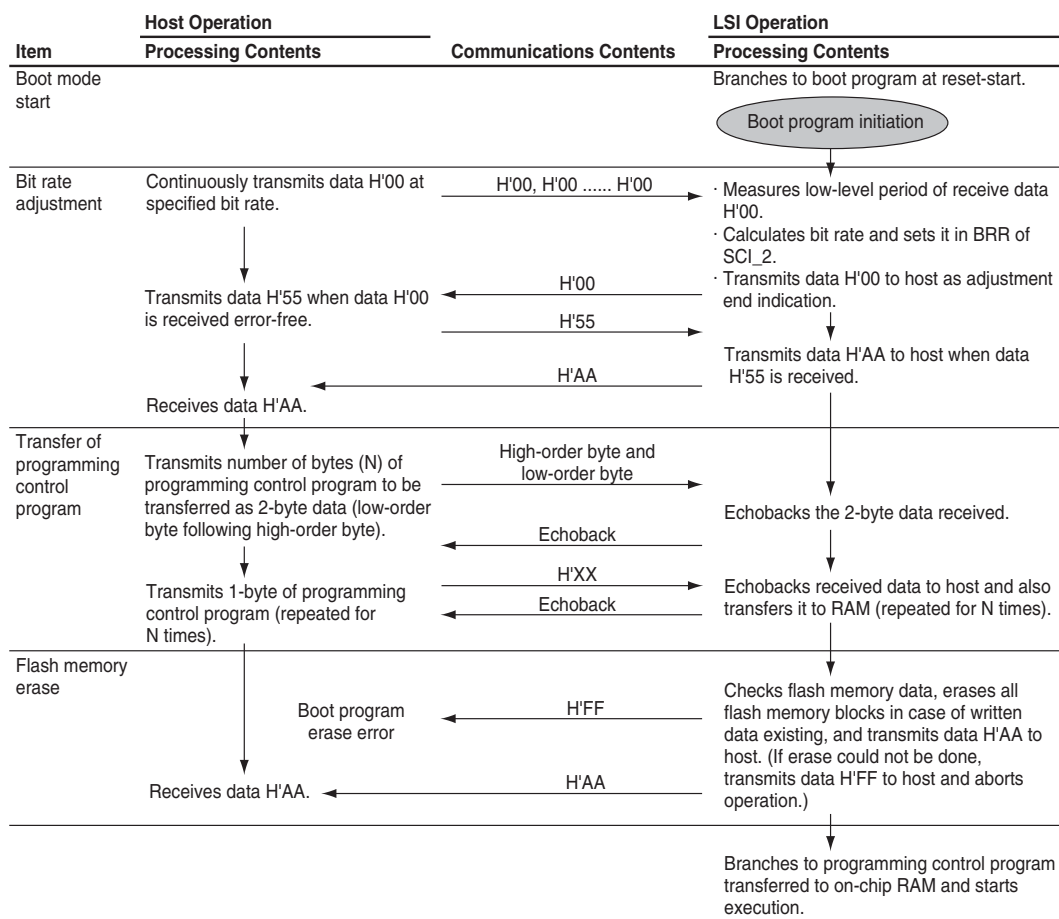 Host Operation
LSI Operation
Item
Processing Contents
Communications Contents
Processing Contents
Boot mode
start
Branches to boot program at reset-start.
Boot program initiation
Bit rate
adjustment
Continuously transmits data H'00 at
specified bit rate.
H'00, H'00 ...... H'00
· Measures low-level period of receive data
H'00.
· Calculates bit rate and sets it in BRR of
SCI_2.
· Transmits data H'00 to host as adjustment
end indication.
H'00
Transmits data H'55 when data H'00
is received error-free.
H'55
Transmits data H'AA to host when data
H'55 is received.
H'AA
Receives data H'AA.
Transfer of
programming
control
program
Transmits number of bytes (N) of
programming control program to be
transferred as 2-byte data (low-order
byte following high-order byte).
High-order byte and
low-order byte
Echobacks the 2-byte data received.
Echoback
Transmits 1-byte of programming
control program (repeated for
N times).
H'XX
Echoback
Echobacks received data to host and also
transfers it to RAM (repeated for N times).
Flash memory
erase
Boot program
erase error
H'FF
Checks flash memory data, erases all
flash memory blocks in case of written
data existing, and transmits data H'AA to
host. (If erase could not be done,
transmits data H'FF to host and aborts
operation.)
Receives data H'AA.
H'AA
Branches to programming control program
transferred to on-chip RAM and starts
execution.